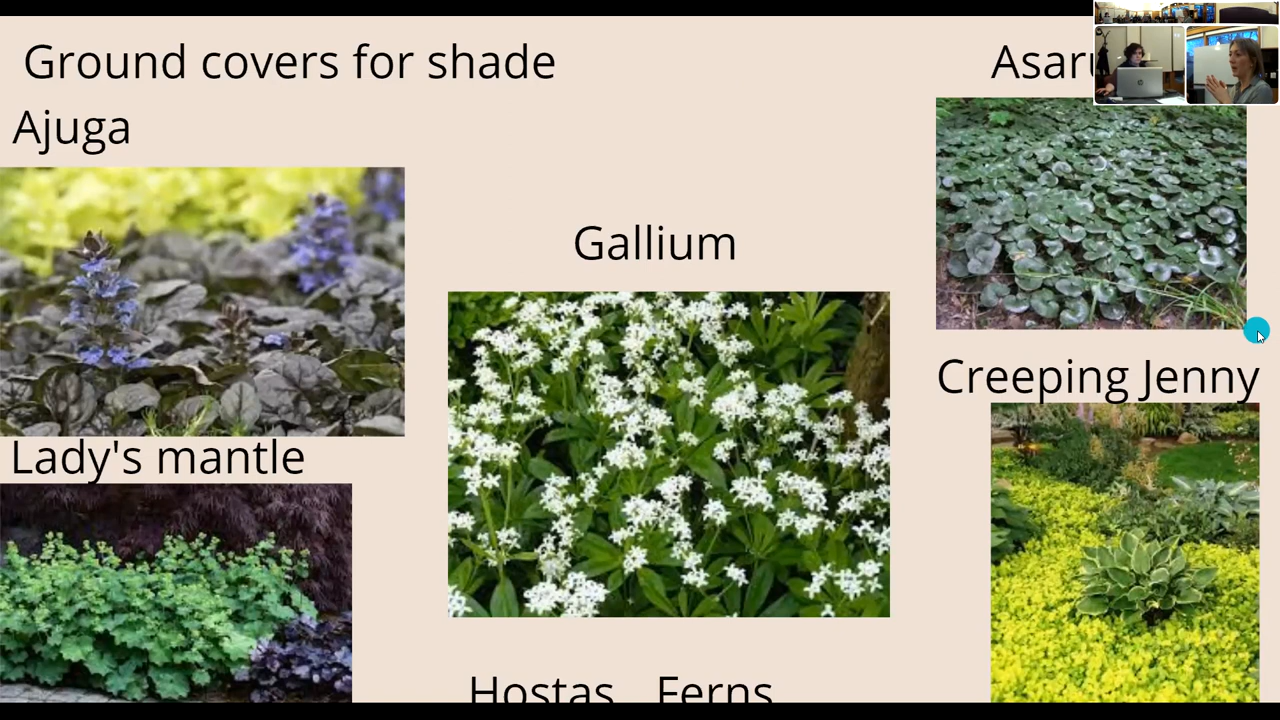 Ground covers for shade
Ajuga
Gallium
Creeping Jenny
Lady's mantle
Hostas Ferns